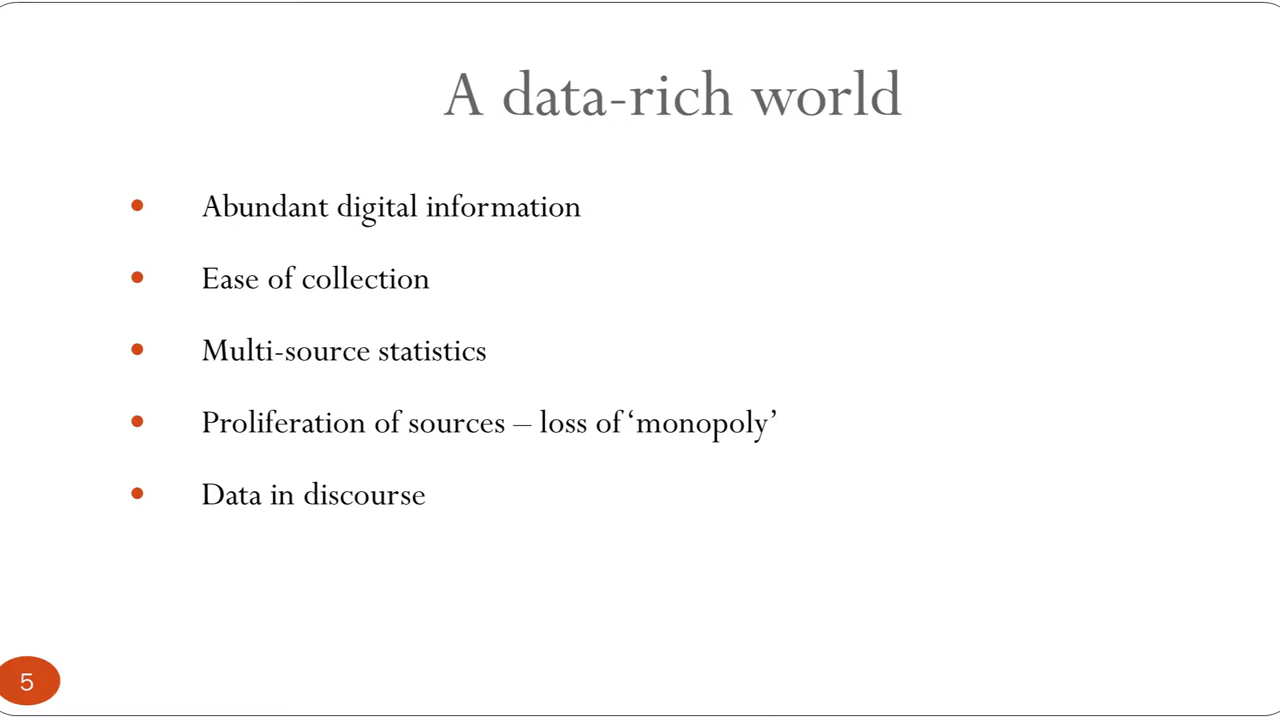 A data-rich world
• Abundant digital information
• Ease of collection
• Multi-source statistics
• Proliferation of sources – loss of ‘monopoly’
• Data in discourse
5